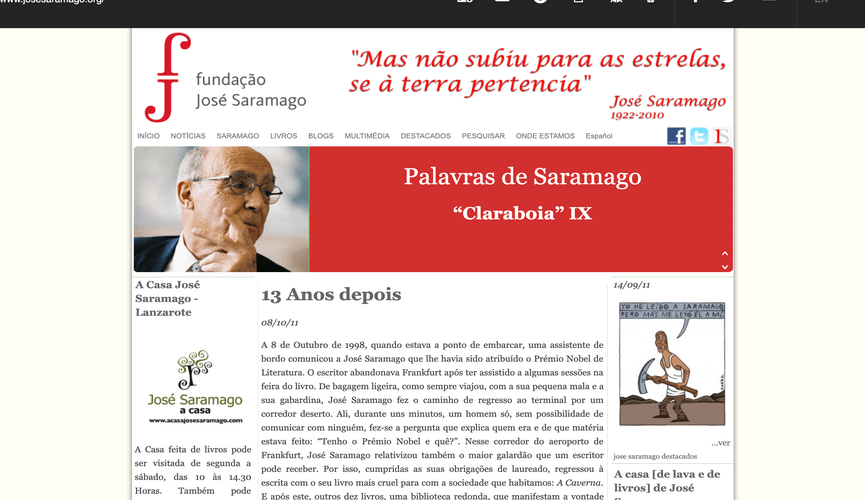 www.josesaramago.org/
EN
fundação
José Saramago
"Mas não subiu para as estrelas,
se à terra pertencia"
José Saramago
1922-2010
INÍCIO NOTÍCIAS SARAMAGO LIVROS BLOGS MULTIMÉDIA DESTACADOS PESQUISAR ONDE ESTAMOS Español
Palavras de Saramago
“Claraboia” IX
A Casa José
Saramago -
Lanzarote
José Saramago
a casa
www.acasajosesaramago.com
A Casa feita de livros pode
ser visitada de segunda a
sábado, das 10 às 14.30
Horas. Também pode
13 Anos depois
08/10/11
A 8 de Outubro de 1998, quando estava a ponto de embarcar, uma assistente de
bordo comunicou a José Saramago que lhe havia sido atribuído o Prémio Nobel de
Literatura. O escritor abandonava Frankfurt após ter assistido a algumas sessões na
feira do livro. De bagagem ligeira, como sempre viajou, com a sua pequena mala e a
sua gabardina, José Saramago fez o caminho de regresso ao terminal por um
corredor deserto. Ali, durante uns minutos, um homem só, sem possibilidade de
comunicar com ninguém, fez-se a pergunta que explica quem era e de que matéria
estava feito: “Tenho o Prémio Nobel e quê?”. Nesse corredor do aeroporto de
Frankfurt, José Saramago relativizou também o maior galardão que um escritor
pode receber. Por isso, cumpridas as suas obrigações de laureado, regressou à
escrita com o seu livro mais cruel para com a sociedade que habitamos: A Caverna.
E após este, outros dez livros, uma biblioteca redonda, que manifestam a vontade
14/09/11
YO HE LEÍDO A SARAMAGO
PERO MAS ME LEYÓ ÉL A MÍ
...ver
jose saramago destacados
A casa [de lava e de
livros] de José